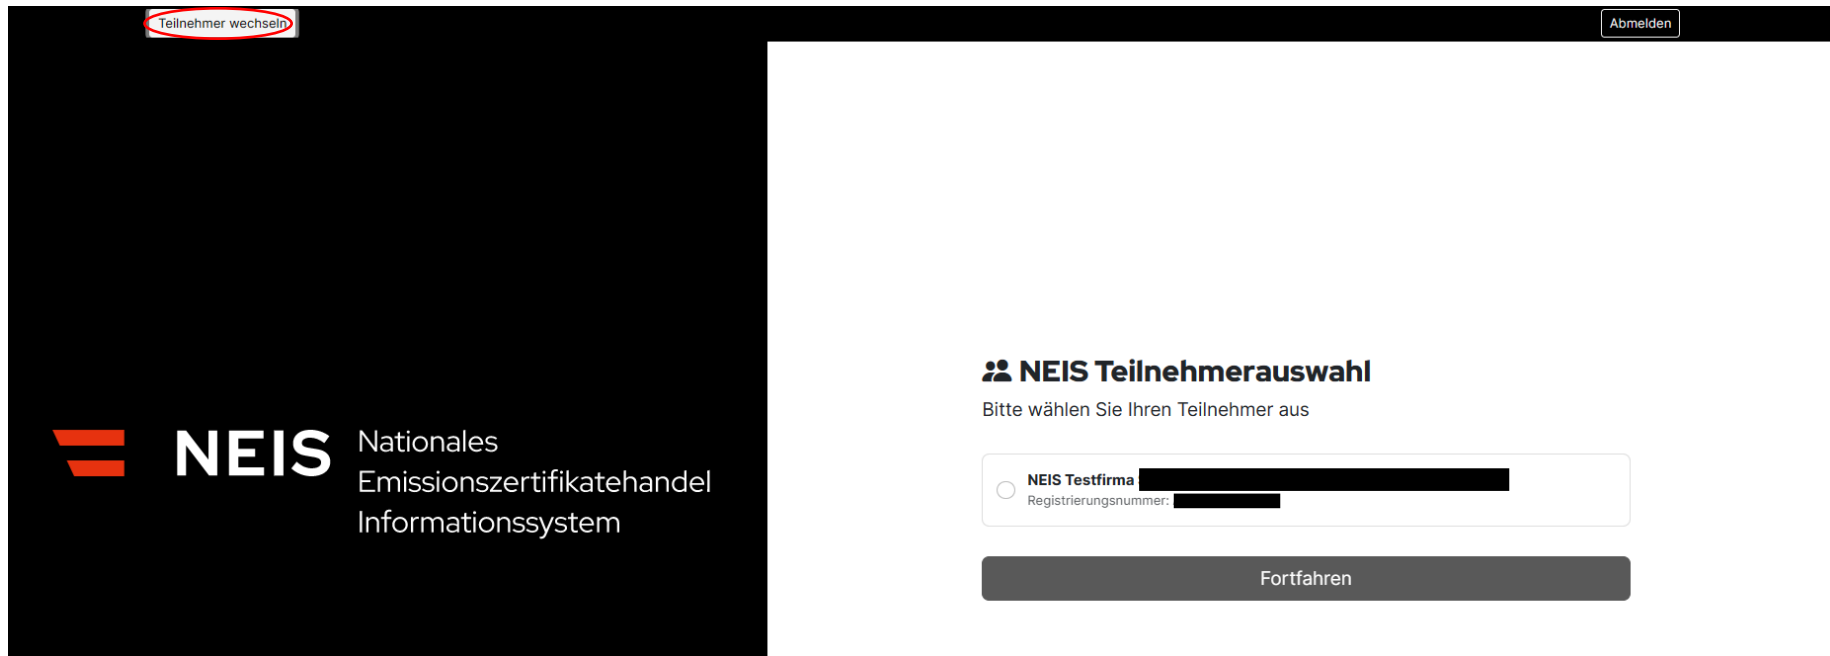 Teilnehmer wechseln
Abmelden
NEIS
Nationales
Emissionszertifikatehandel
Informationssystem
NEIS Teilnehmerauswahl
Bitte wählen Sie Ihren Teilnehmer aus
NEIS Testfirma
Registrierungsnummer:
Fortfahren